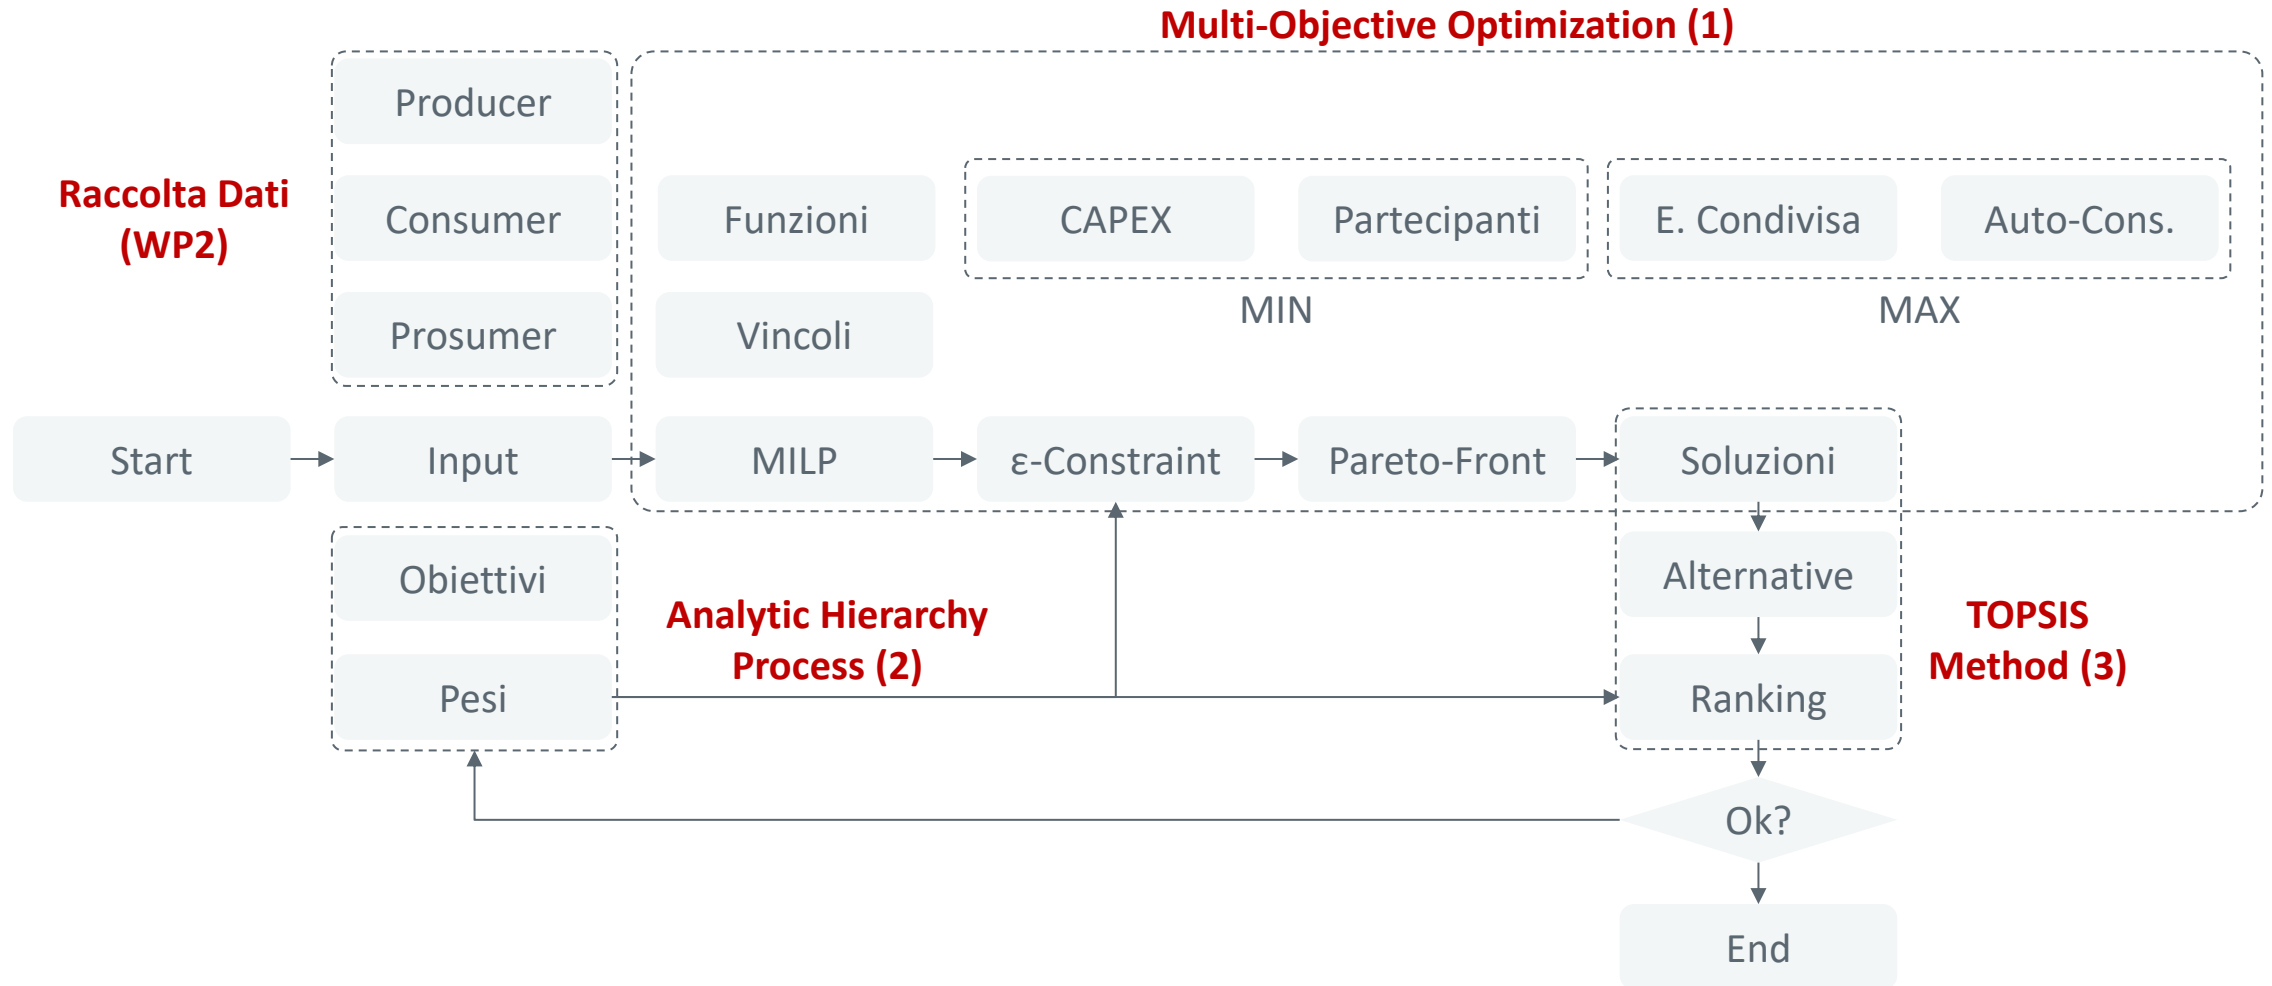 Multi-Objective Optimization (1)
Producer
Raccolta Dati
(WP2)
Consumer
Funzioni
CAPEX
Partecipanti
E. Condivisa
Auto-Cons.
Prosumer
Vincoli
MIN
MAX
Start
Input
MILP
ε-Constraint
Pareto-Front
Soluzioni
Obiettivi
Alternative
Analytic Hierarchy
Process (2)
TOPSIS
Method (3)
Pesi
Ranking
Ok?
End